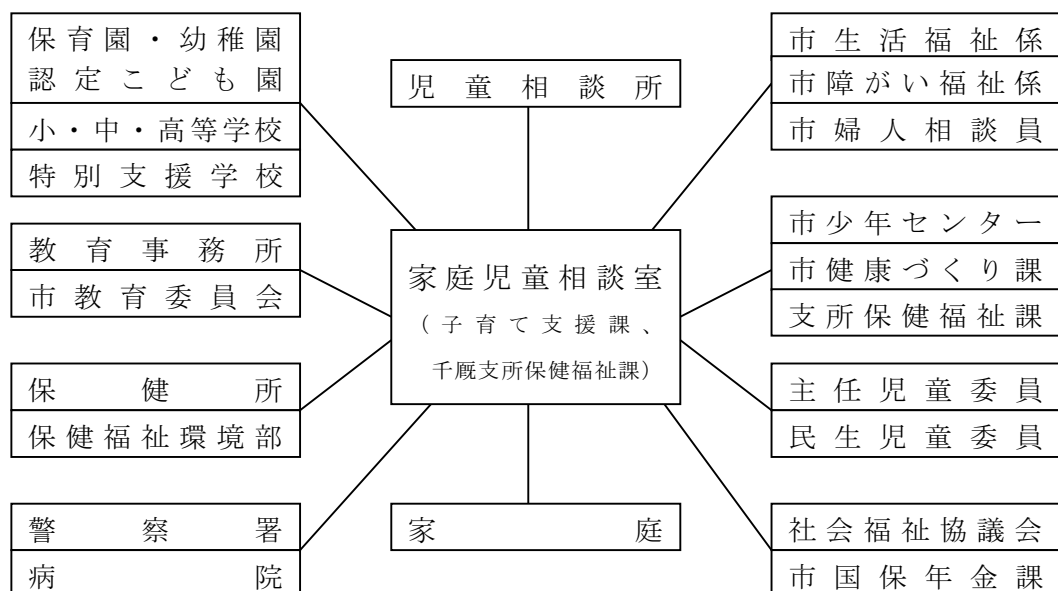 保育園・幼稚園
認定こども園
小・中・高等学校
特別支援学校
教育事務所
市教育委員会
保健所
保健福祉環境部
警察署
病院
児童相談所
家庭児童相談室
(子育て支援課、
千厩支所保健福祉課)
家庭
市生活福祉係
市障がい福祉係
市婦人相談員
市少年センター
市健康づくり課
支所保健福祉課
主任児童委員
民生児童委員
社会福祉協議会
市国保年金課